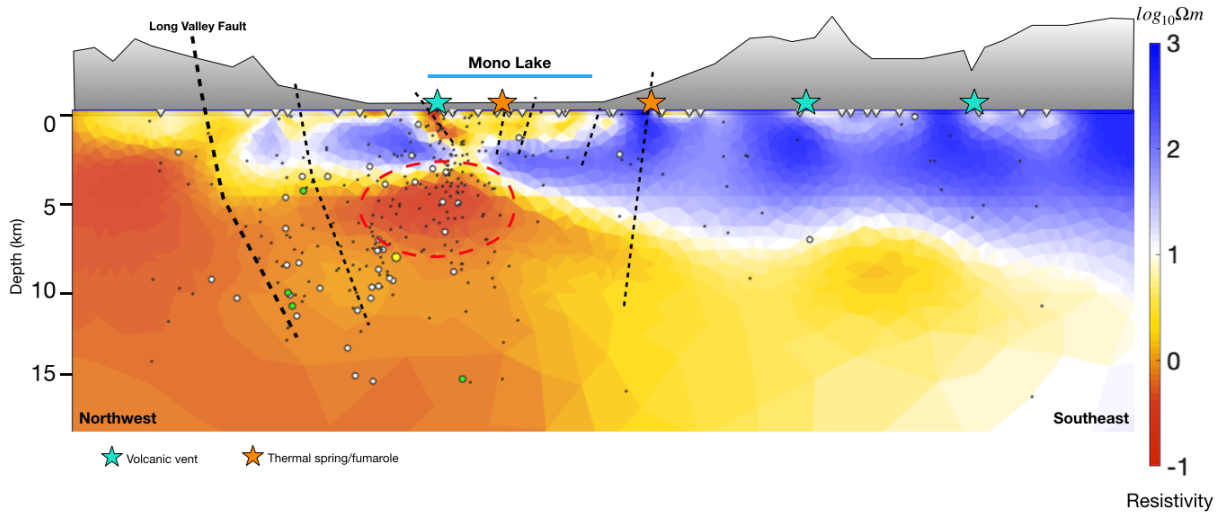 log₁₀Ωm
Long Valley Fault
Mono Lake
3
0
2
5
1
Depth (km)
10
0
15
Northwest
Southeast
-1
Volcanic vent
Thermal spring/fumarole
Resistivity